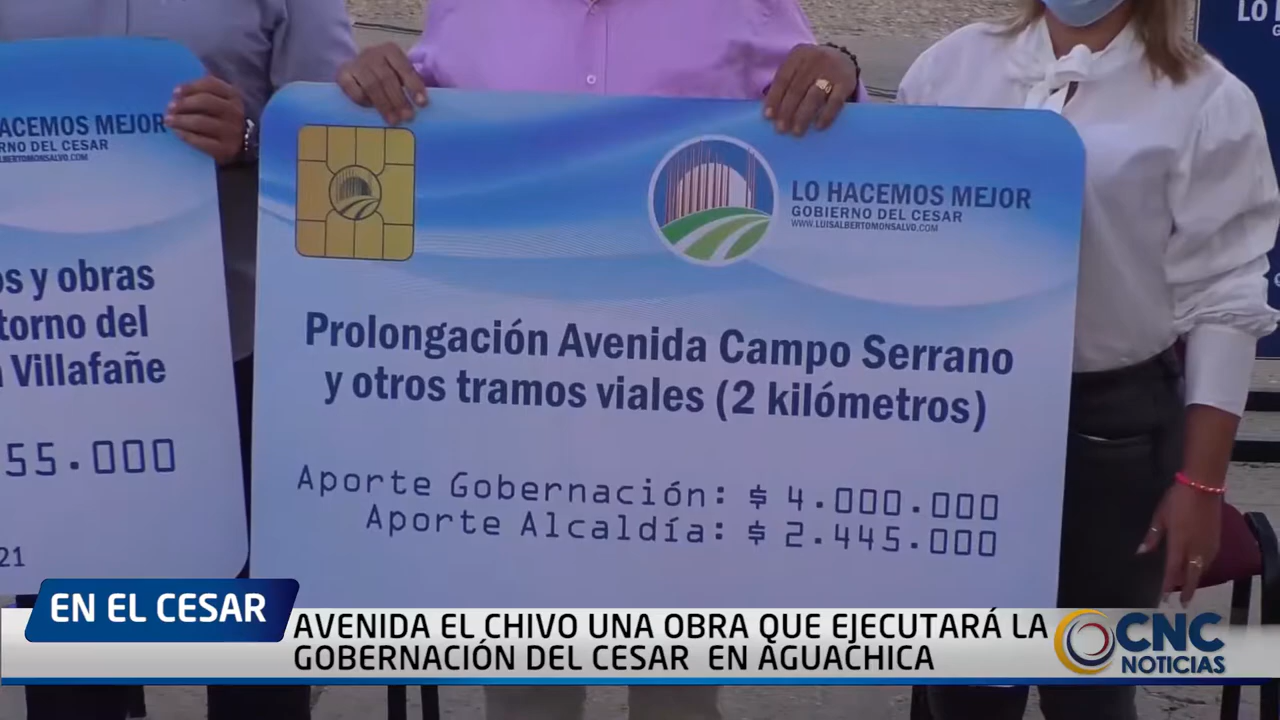 ACEMOS MEJOR
RNO DEL CESAR
os y obras
torno del
Villafañe
55.000
21
LO HACEMOS MEJOR
GOBIERNO DEL CESAR
WWW.LUISALBERTOMONSALVO.COM
Prolongación Avenida Campo Serrano
y otros tramos viales (2 kilómetros)
Aporte Gobernación: $ 4.000.000
Aporte Alcaldía: $ 2.445.000
LO
EN EL CESAR
AVENIDA EL CHIVO UNA OBRA QUE EJECUTARÁ LA
GOBERNACIÓN DEL CESAR EN AGUACHICA
CNC
NOTICIAS